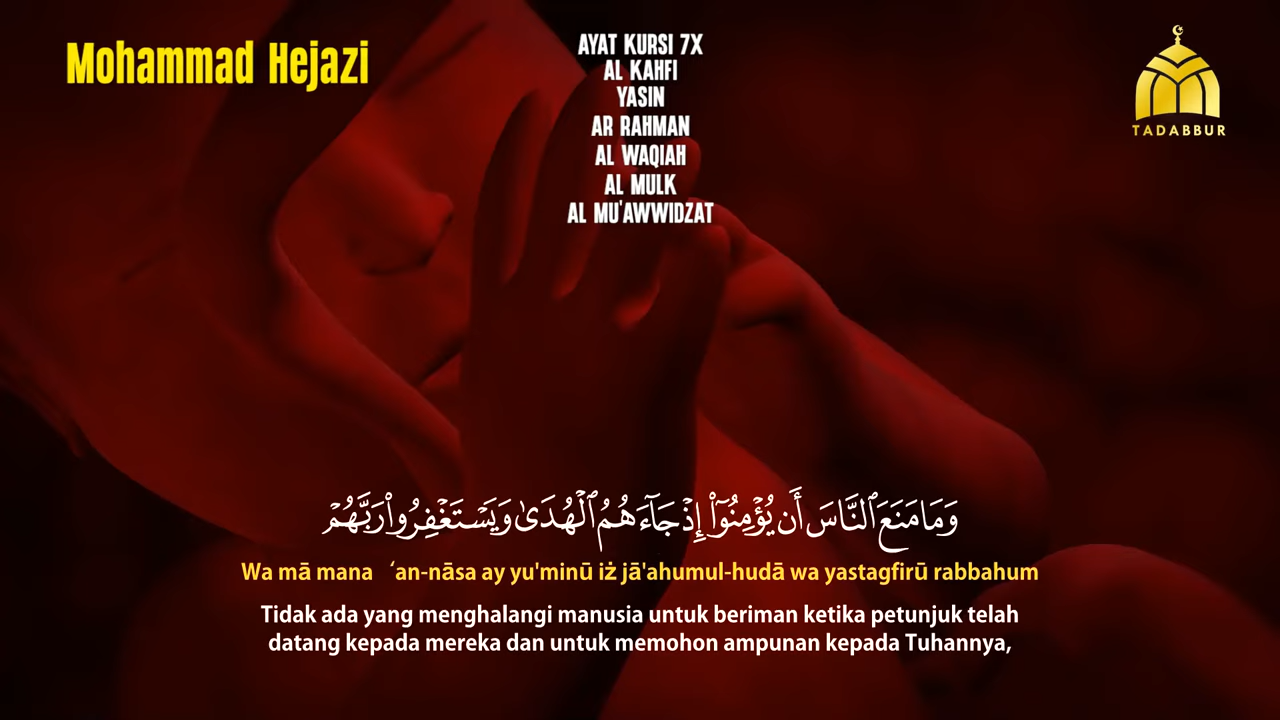 Mohammad Hejazi
AYAT KURSI 7X
AL KAHFI
YASIN
AR RAHMAN
AL WAQIAH
AL MULK
AL MU'AWWIDZAT
TADABBUR
وَمَا مَنَعَ ٱلنَّاسَ أَن يُؤْمِنُوٓا۟ إِذْ جَآءَهُمُ ٱلْهُدَىٰ وَيَسْتَغْفِرُوا۟ رَبَّهُمْ
Wa mā mana ‘an-nāsa ay yu'minū iż jā'ahumul-hudā wa yastagfirū rabbahum
Tidak ada yang menghalangi manusia untuk beriman ketika petunjuk telah
datang kepada mereka dan untuk memohon ampunan kepada Tuhannya,